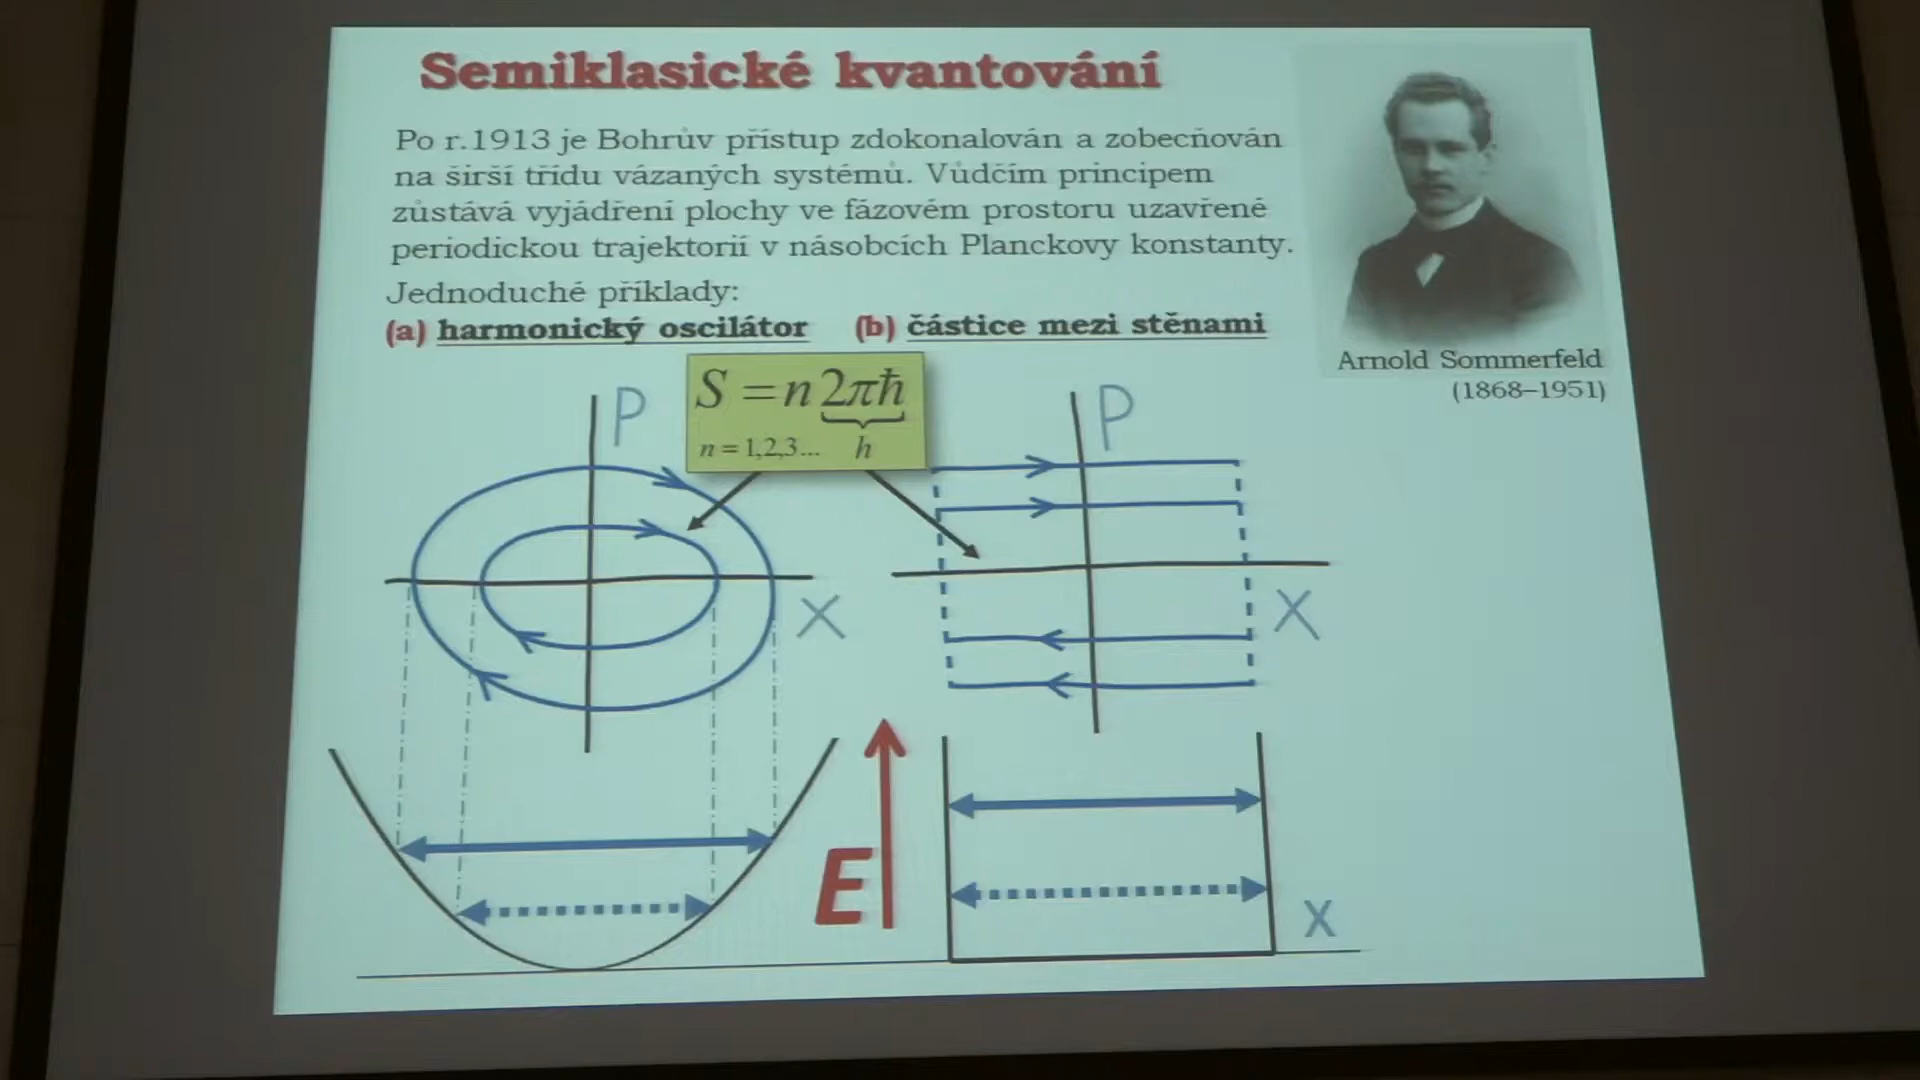 Semiklasické kvantování
Po r.1913 je Bohrův přístup zdokonalován a zobecňován
na širší třídu vázaných systémů. Vůdčím principem
zůstává vyjádření plochy ve fázovém prostoru uzavřené
periodickou trajektorií v násobcích Planckovy konstanty.
Jednoduché příklady:
(a) harmonický oscilátor (b) částice mezi stěnami
Arnold Sommerfeld
(1868–1951)
S = n 2πħ
n = 1,2,3... h
P
X
P
X
E
x